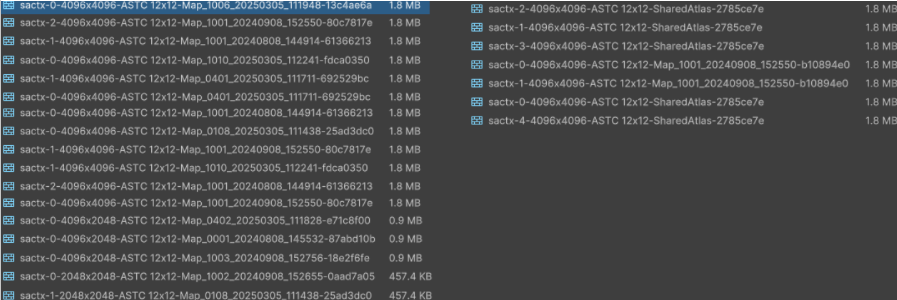 sactx-0-4096x4096-ASTC 12x12-Map_1006_20250305_111948-13c4ae6a 1.8 MB
sactx-2-4096x4096-ASTC 12x12-Map_1001_20240908_152550-80c7817e 1.8 MB
sactx-1-4096x4096-ASTC 12x12-Map_1001_20240808_144914-61366213 1.8 MB
sactx-0-4096x4096-ASTC 12x12-Map_1010_20250305_112241-fdca0350 1.8 MB
sactx-1-4096x4096-ASTC 12x12-Map_0401_20250305_111711-692529bc 1.8 MB
sactx-0-4096x4096-ASTC 12x12-Map_0401_20250305_111711-692529bc 1.8 MB
sactx-0-4096x4096-ASTC 12x12-Map_1001_20240808_144914-61366213 1.8 MB
sactx-0-4096x4096-ASTC 12x12-Map_0108_20250305_111438-25ad3dc0 1.8 MB
sactx-1-4096x4096-ASTC 12x12-Map_1001_20240908_152550-80c7817e 1.8 MB
sactx-1-4096x4096-ASTC 12x12-Map_1010_20250305_112241-fdca0350 1.8 MB
sactx-2-4096x4096-ASTC 12x12-Map_1001_20240808_144914-61366213 1.8 MB
sactx-0-4096x4096-ASTC 12x12-Map_1001_20240908_152550-80c7817e 1.8 MB
sactx-0-4096x2048-ASTC 12x12-Map_0402_20250305_111828-e71c8f00 0.9 MB
sactx-0-4096x2048-ASTC 12x12-Map_0001_20240808_145532-87abd10b 0.9 MB
sactx-0-4096x2048-ASTC 12x12-Map_1003_20240908_152756-18e2f6fe 0.9 MB
sactx-0-2048x2048-ASTC 12x12-Map_1002_20240908_152655-0aad7a05 457.4 KB
sactx-1-2048x2048-ASTC 12x12-Map_0108_20250305_111438-25ad3dc0 457.4 KB
sactx-2-4096x4096-ASTC 12x12-SharedAtlas-2785ce7e 1.8 MB
sactx-1-4096x4096-ASTC 12x12-SharedAtlas-2785ce7e 1.8 MB
sactx-3-4096x4096-ASTC 12x12-SharedAtlas-2785ce7e 1.8 MB
sactx-0-4096x4096-ASTC 12x12-Map_1001_20240908_152550-b10894e0 1.8 MB
sactx-1-4096x4096-ASTC 12x12-Map_1001_20240908_152550-b10894e0 1.8 MB
sactx-0-4096x4096-ASTC 12x12-SharedAtlas-2785ce7e 1.8 MB
sactx-4-4096x4096-ASTC 12x12-SharedAtlas-2785ce7e 1.8 MB